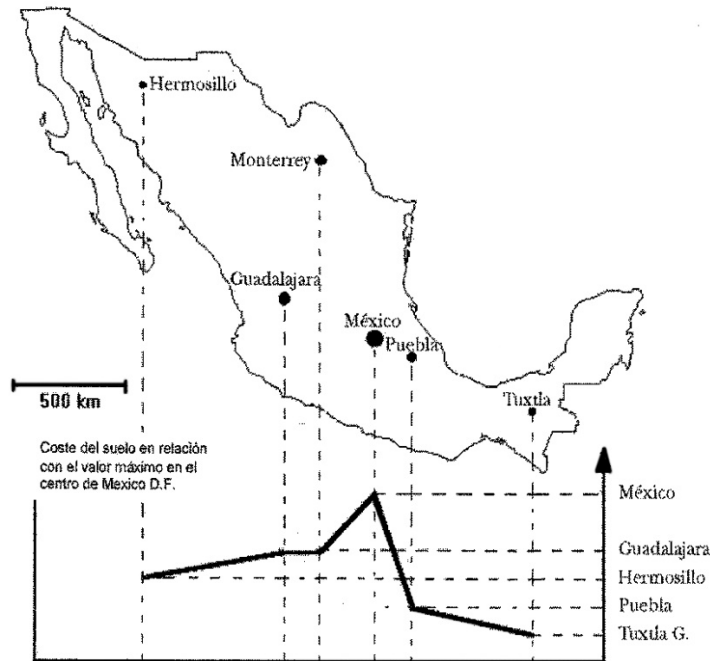 Hermosillo
Monterrey
Guadalajara
México
Puebla
500 km
Tuxtla
Coste del suelo en relación
con el valor máximo en el
centro de Mexico D.F.
México
Guadalajara
Hermosillo
Puebla
Tuxtla G.